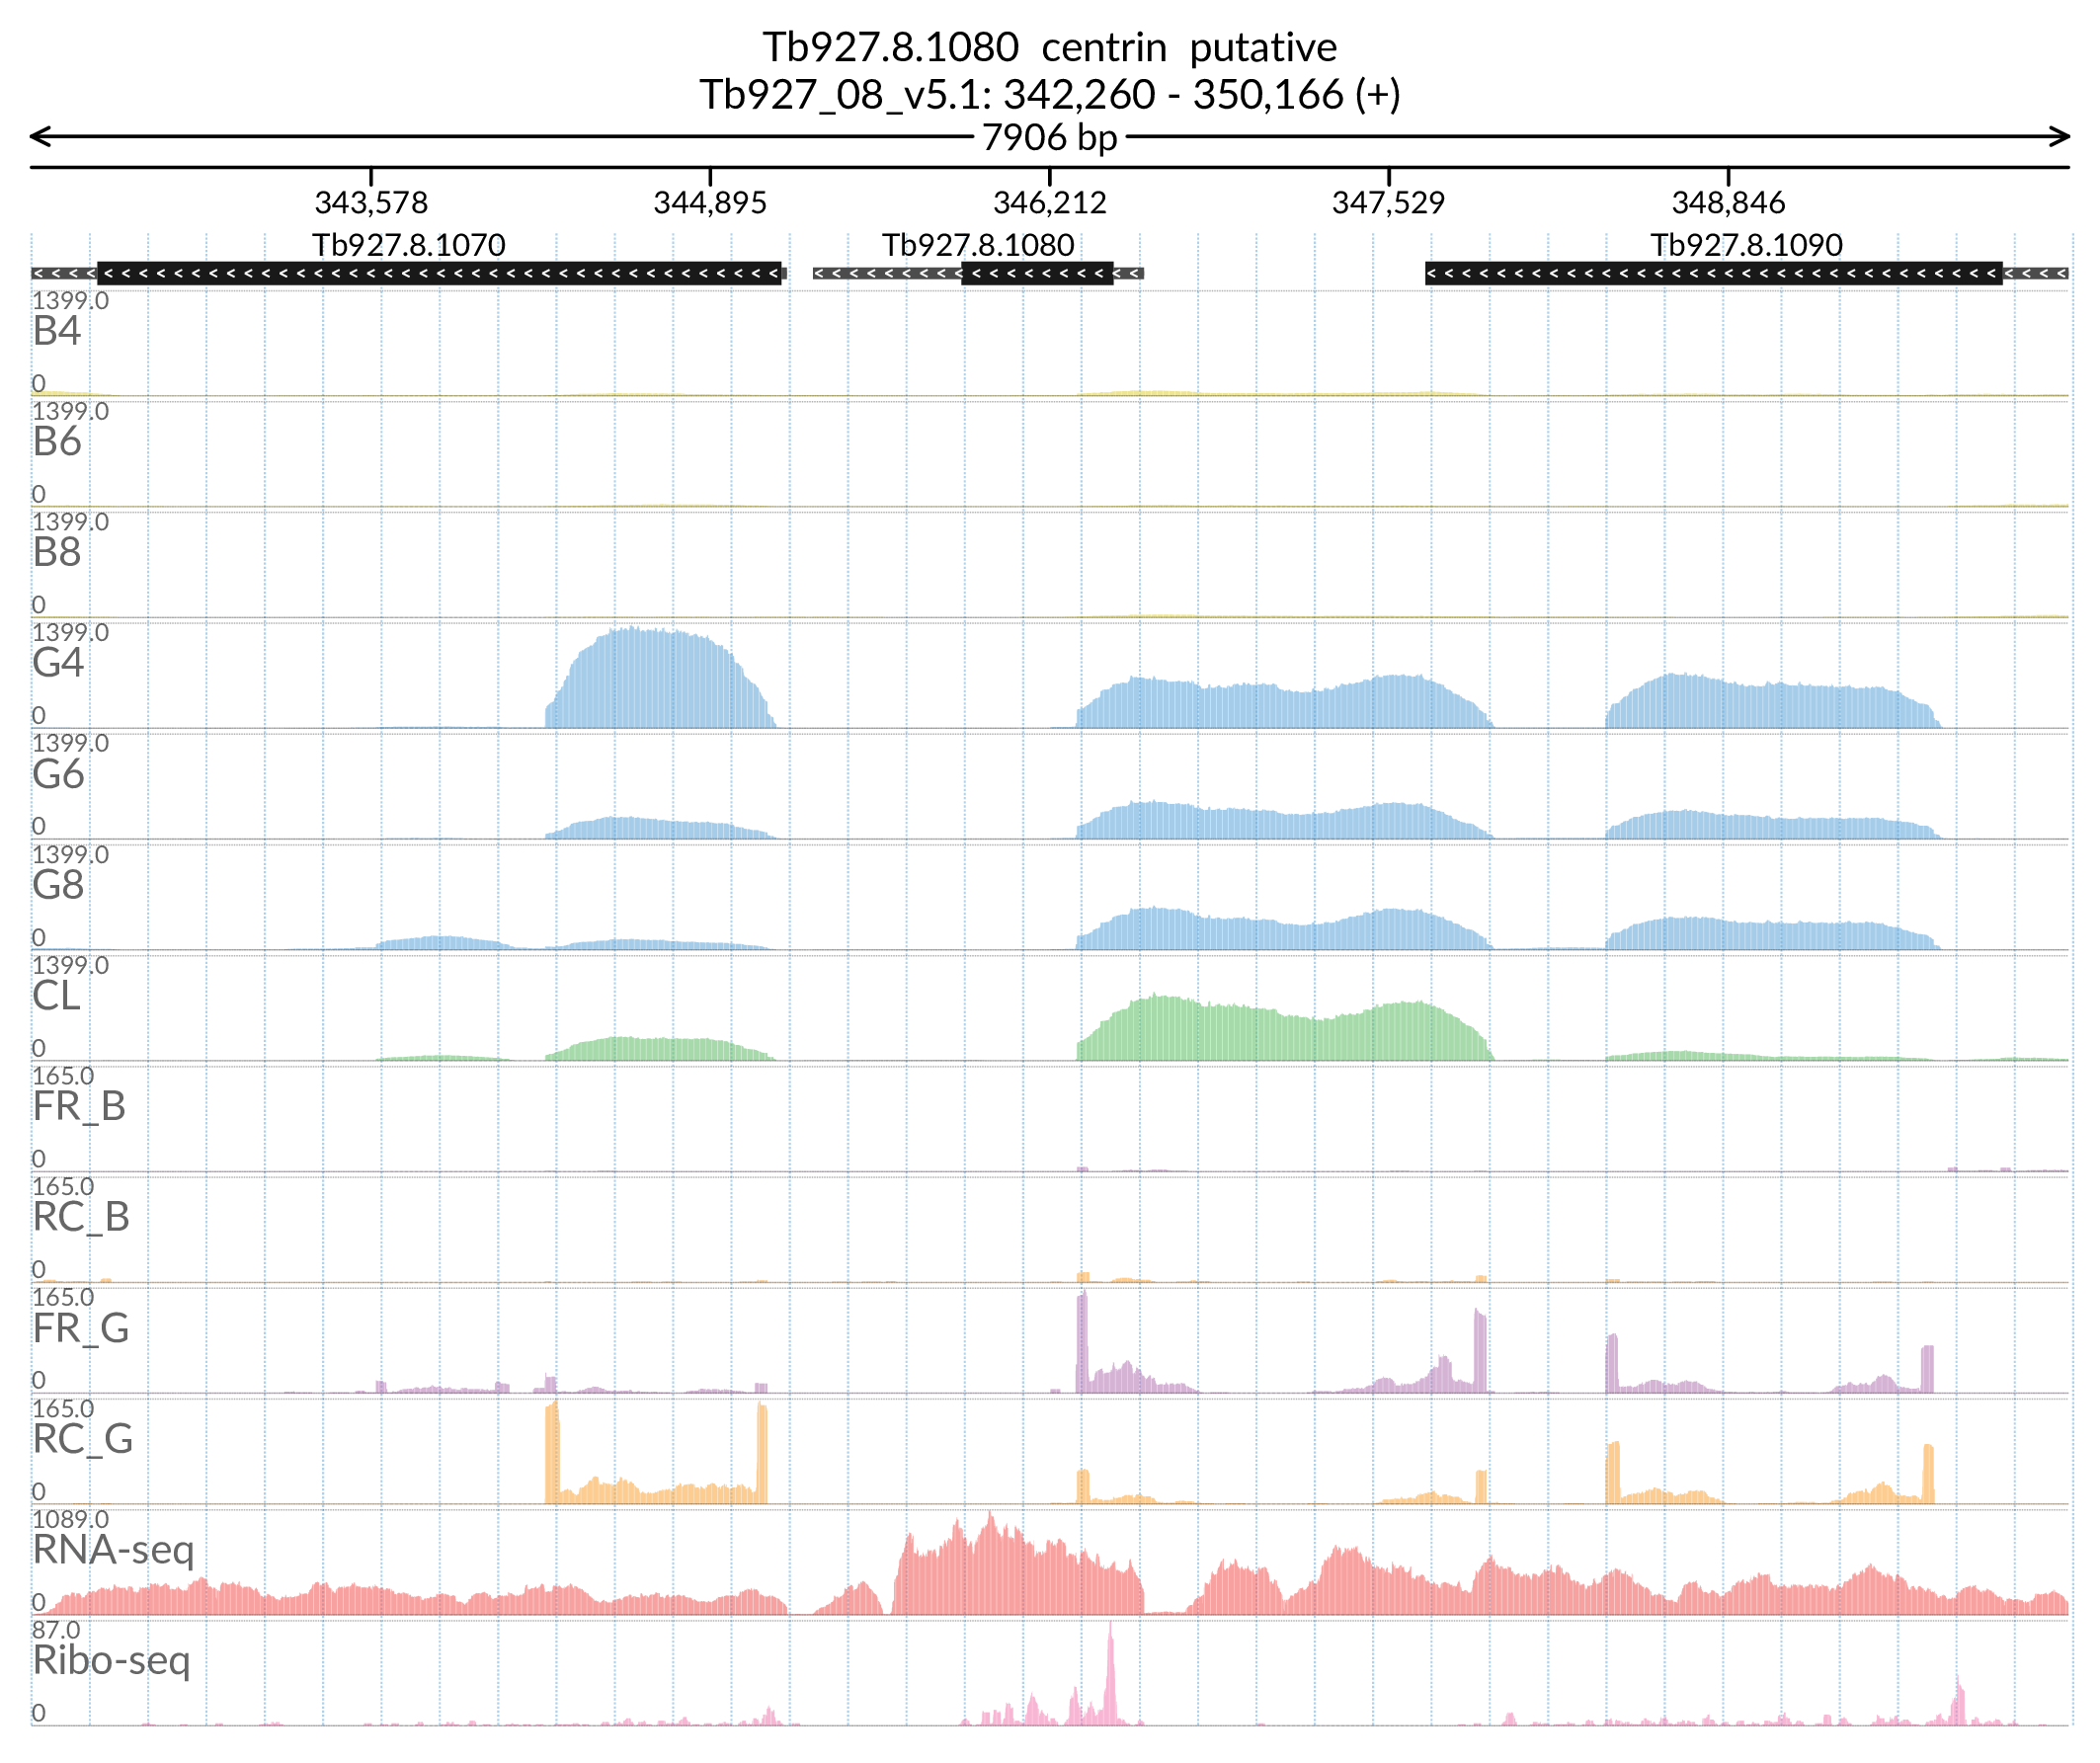 Tb927.8.1080 centrin putative
Tb927_08_v5.1: 342,260 - 350,166 (+)
7906 bp
343,578 344,895 346,212 347,529 348,846
Tb927.8.1070 Tb927.8.1080 Tb927.8.1090
1399.0
B4
0
1399.0
B6
0
1399.0
B8
0
1399.0
G4
0
1399.0
G6
0
1399.0
G8
0
1399.0
CL
0
165.0
FR_B
0
165.0
RC_B
0
165.0
FR_G
0
165.0
RC_G
0
1089.0
RNA-seq
0
87.0
Ribo-seq
0